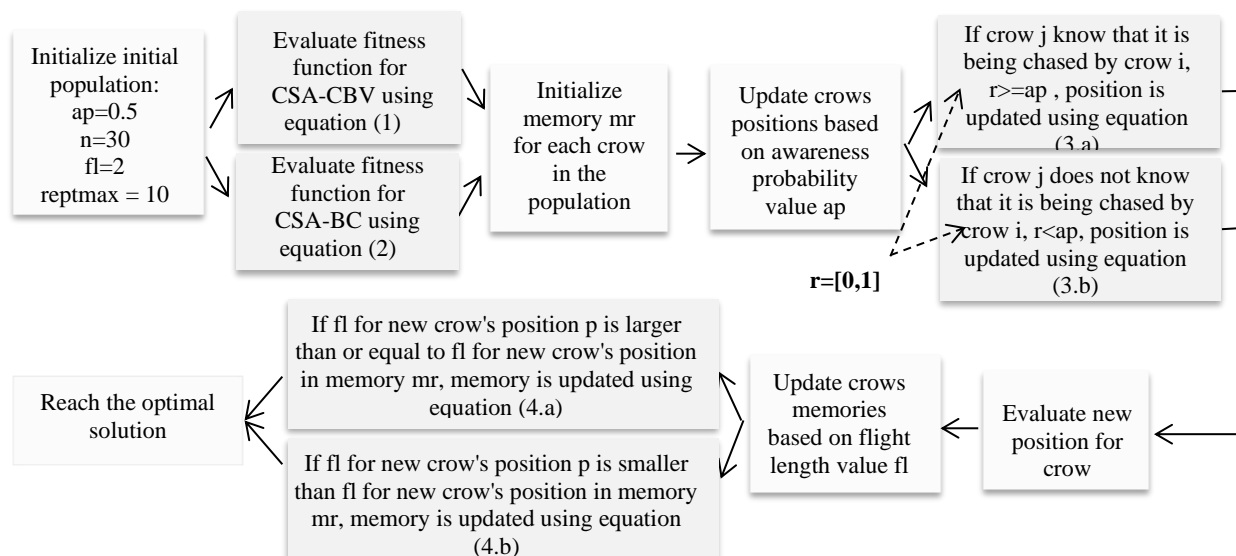 Initialize initial
population:
ap=0.5
n=30
fl=2
reptmax = 10
Evaluate fitness
function for
CSA-CBV using
equation (1)
Evaluate fitness
function for
CSA-BC using
equation (2)
Initialize
memory mr
for each crow
in the
population
Update crows
positions based
on awareness
probability
value ap
If crow j know that it is
being chased by crow i,
r>=ap , position is
updated using equation
(3.a)
If crow j does not know
that it is being chased by
crow i, r<ap, position is
updated using equation
(3.b)
r=[0,1]
Evaluate new
position for
crow
Update crows
memories
based on flight
length value fl
If fl for new crow's position p is larger
than or equal to fl for new crow's position
in memory mr, memory is updated using
equation (4.a)
If fl for new crow's position p is smaller
than fl for new crow's position in memory
mr, memory is updated using equation
(4.b)
Reach the optimal
solution